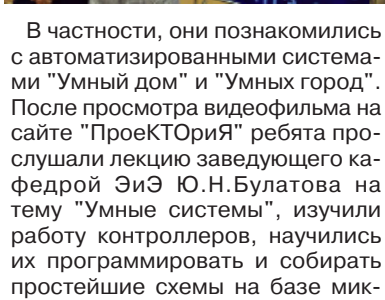 В частности, они познакомились
с автоматизированными система-
ми "Умный дом" и "Умных город".
После просмотра видеофильма на
сайте "ПроеКТОриЯ" ребята про-
слушали лекцию заведующего ка-
федрой ЭиЭ Ю.Н.Булатова на
тему "Умные системы", изучили
работу контроллеров, научились
их программировать и собирать
простейшие схемы на базе мик-